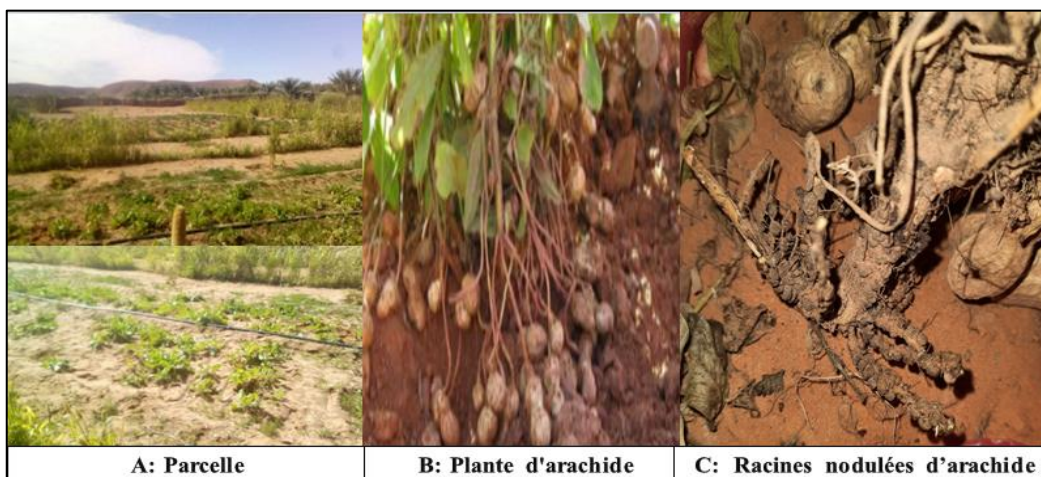 A: Parcelle
B: Plante d'arachide
C: Racines nodulées d’arachide